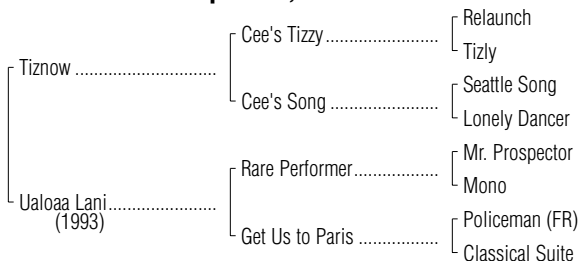 Relaunch
Cee's Tizzy
Tizly
Tiznow
Seattle Song
Cee's Song
Lonely Dancer
Mr. Prospector
Rare Performer
Mono
Ualoaa Lani
(1993)
Policeman (FR)
Get Us to Paris
Classical Suite